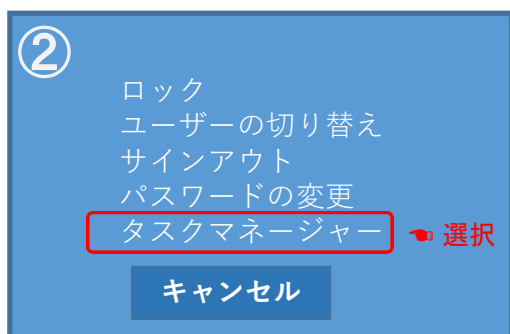 ②
ロック
ユーザーの切り替え
サインアウト
パスワードの変更
タスクマネージャー ☚ 選択
キャンセル